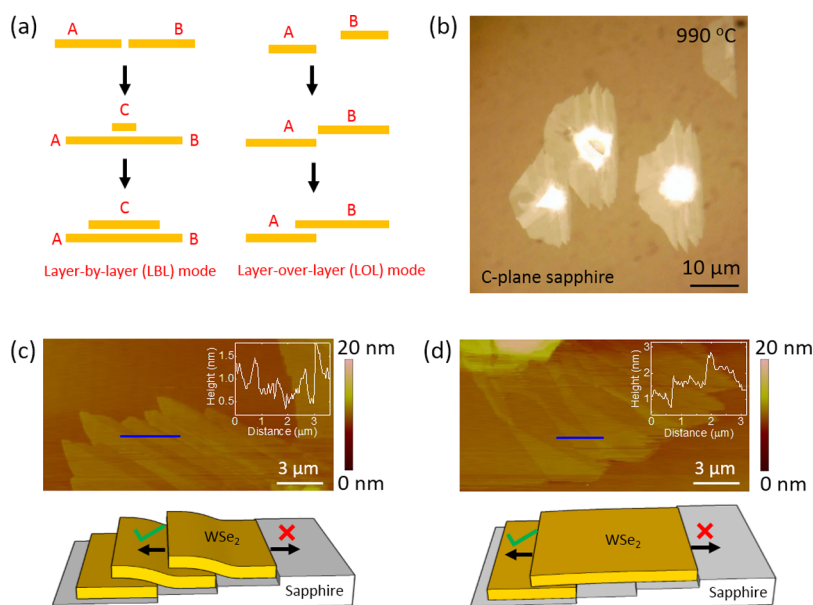 (a)
A
B
A
B
C
A
B
A
B
C
A
B
A
B
Layer-by-layer (LBL) mode
Layer-over-layer (LOL) mode
(b)
990 °C
C-plane sapphire
10 µm
(c)
20 nm
Height (nm)
1.5
1.0
0.5
0
1
2
3
Distance (µm)
3 µm
0 nm
WSe₂
Sapphire
(d)
20 nm
Height (nm)
3
2
1
0
1
2
3
Distance (µm)
3 µm
0 nm
WSe₂
Sapphire